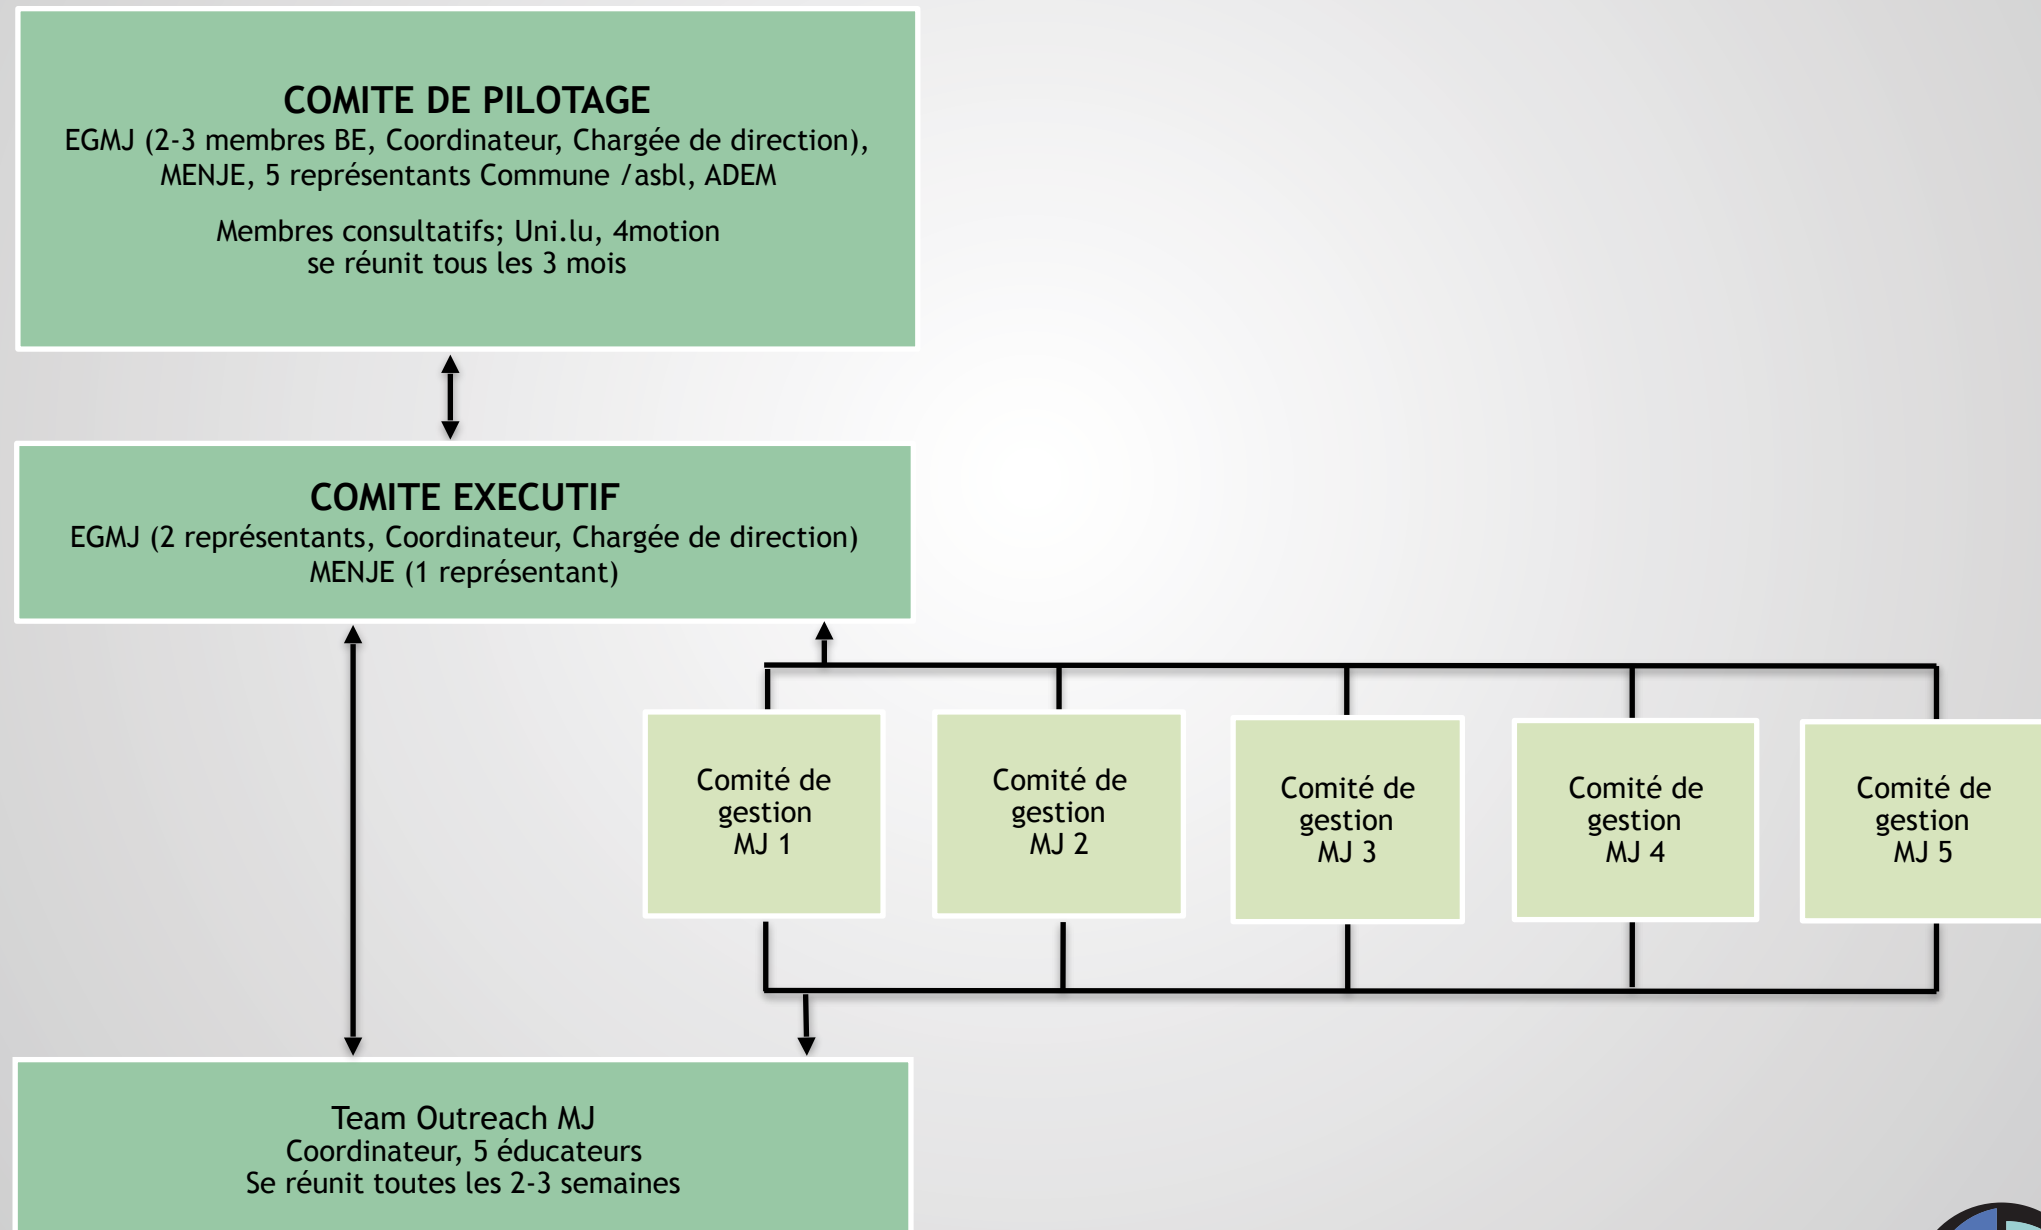 COMITE DE PILOTAGE
EGMJ (2-3 membres BE, Coordinateur, Chargée de direction),
MENJE, 5 représentants Commune /asbl, ADEM
Membres consultatifs; Uni.lu, 4motion
se réunit tous les 3 mois
COMITE EXECUTIF
EGMJ (2 représentants, Coordinateur, Chargée de direction)
MENJE (1 représentant)
Comité de
gestion
MJ 1
Comité de
gestion
MJ 2
Comité de
gestion
MJ 3
Comité de
gestion
MJ 4
Comité de
gestion
MJ 5
Team Outreach MJ
Coordinateur, 5 éducateurs
Se réunit toutes les 2-3 semaines